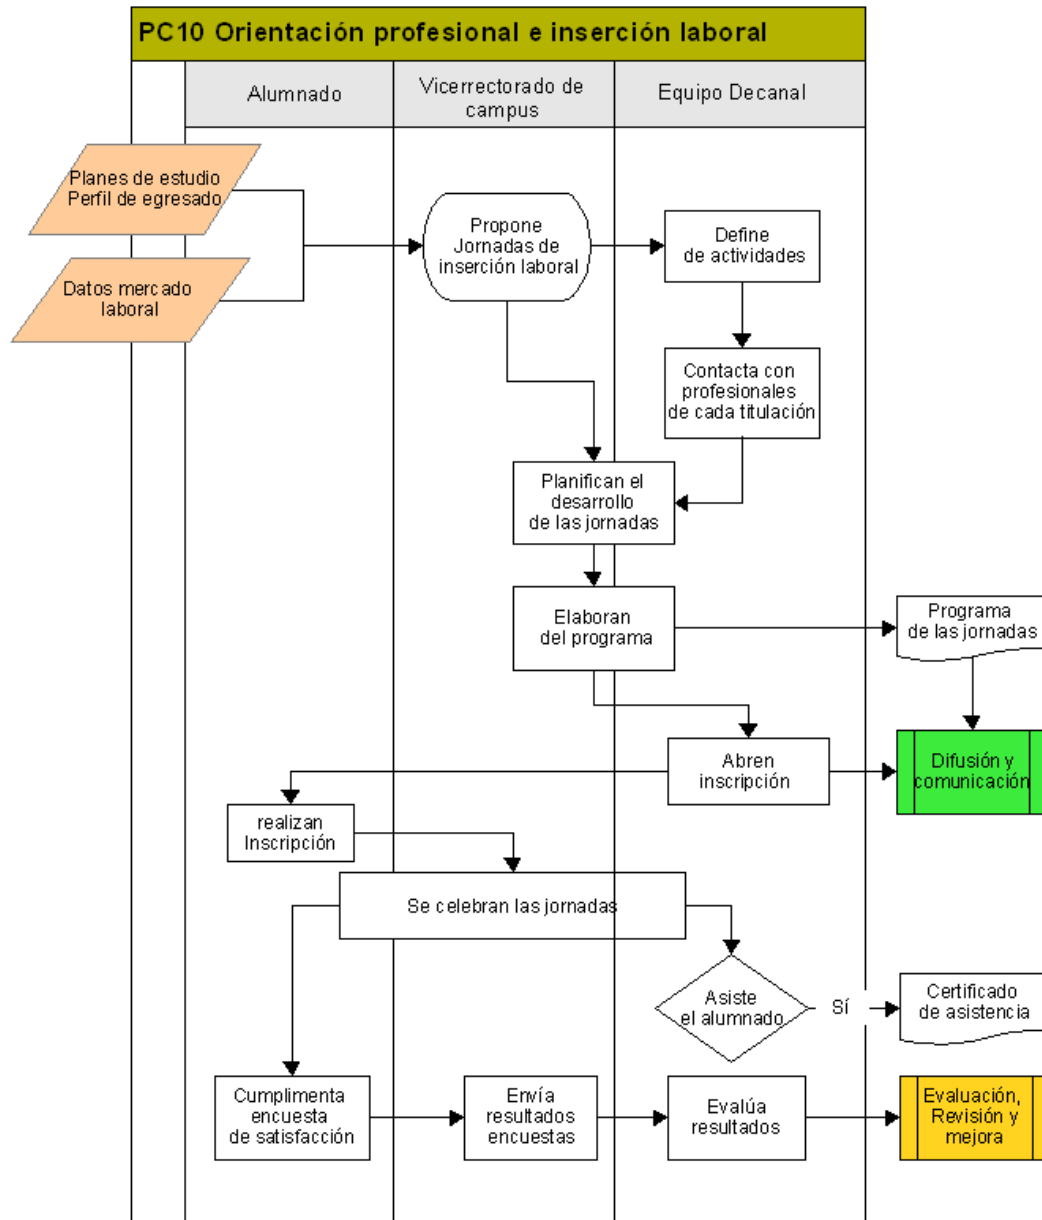 PC10 Orientación profesional e inserción laboral
Alumnado
Vicerrectorado de
campus
Equipo Decanal
Planes de estudio
Perfil de egresado
Datos mercado
laboral
Propone
Jornadas de
inserción laboral
Define
de actividades
Contacta con
profesionales
de cada titulación
Planifican el
desarrollo
de las jornadas
Elaboran
del programa
Programa
de las jornadas
Abren
inscripción
Difusión y
comunicación
realizan
Inscripción
Se celebran las jornadas
Asiste
el alumnado
Sí
Certificado
de asistencia
Cumplimenta
encuesta
de satisfacción
Envía
resultados
encuestas
Evalúa
resultados
Evaluación,
Revisión y
mejora